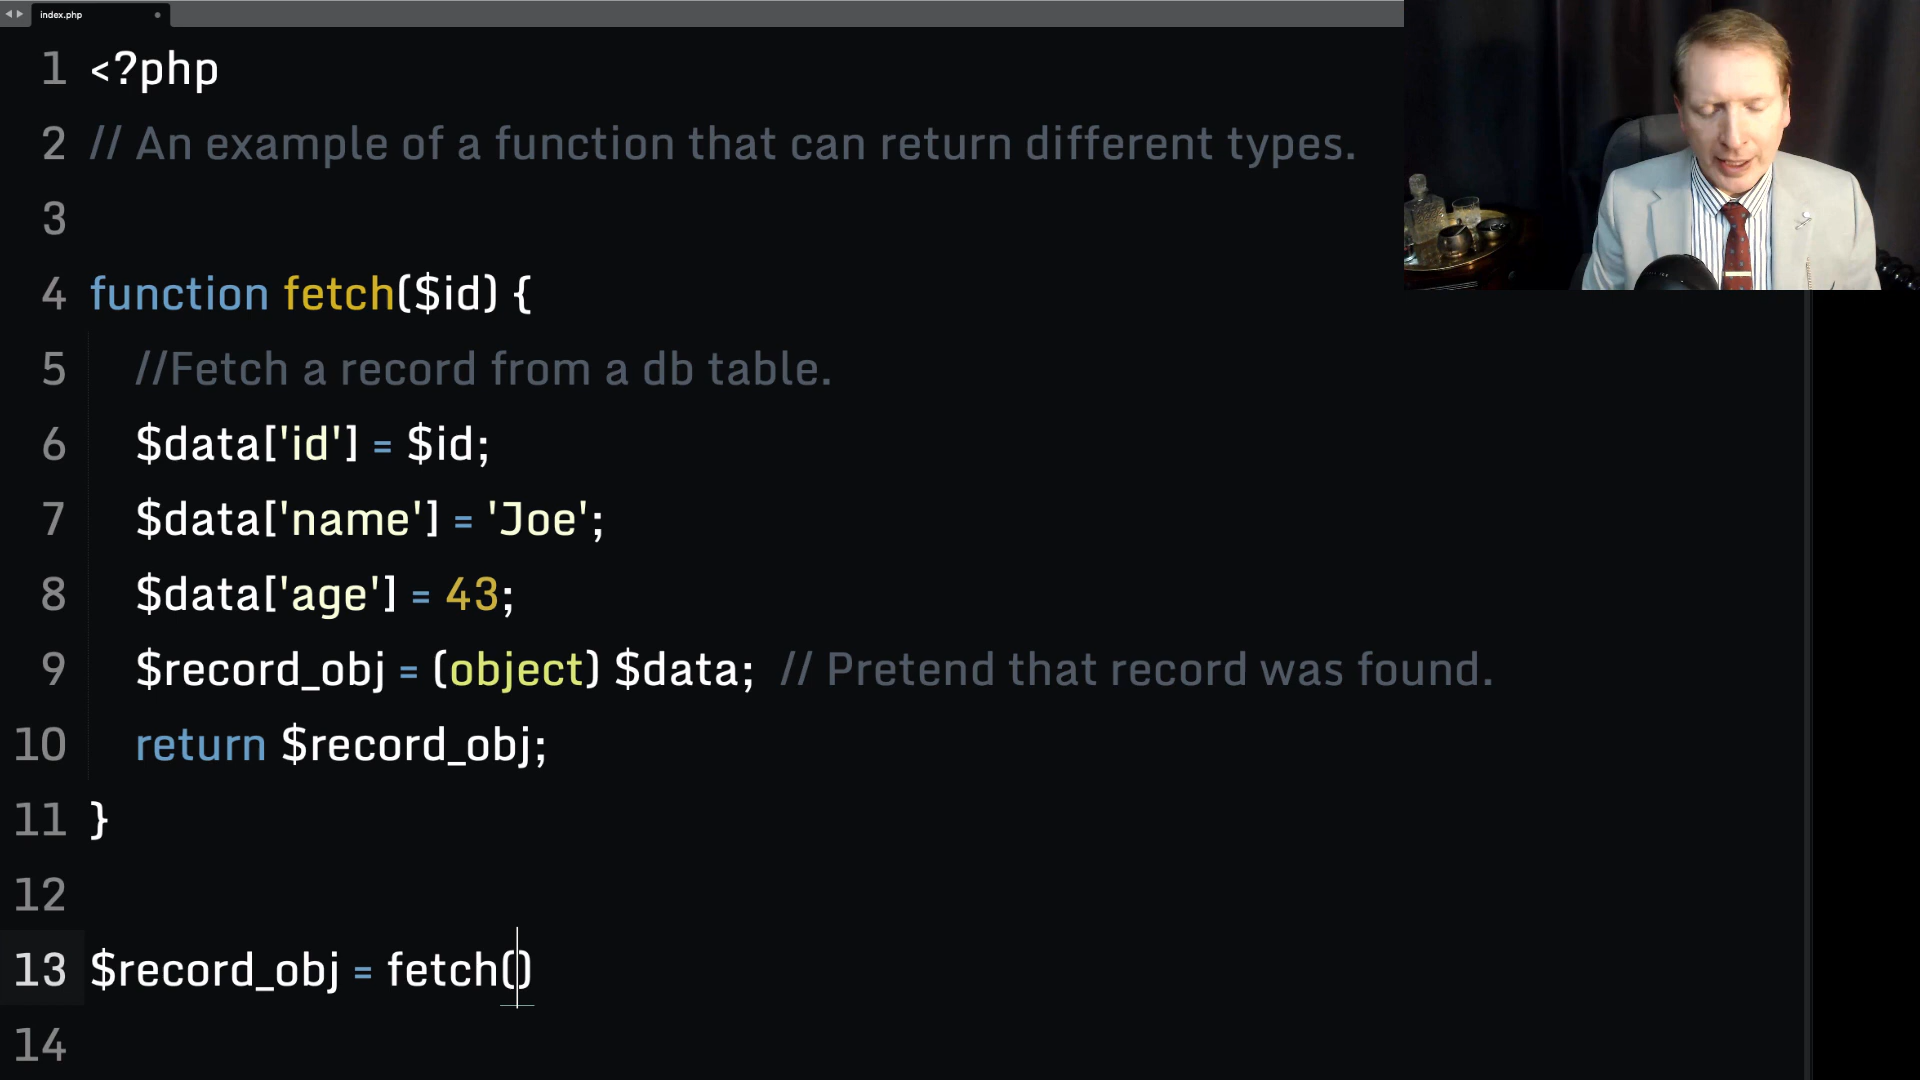 index.php
1 <?php
2 // An example of a function that can return different types.
3
4 function fetch($id) {
5 //Fetch a record from a db table.
6 $data['id'] = $id;
7 $data['name'] = 'Joe';
8 $data['age'] = 43;
9 $record_obj = (object) $data; // Pretend that record was found.
10 return $record_obj;
11 }
12
13 $record_obj = fetch()
14